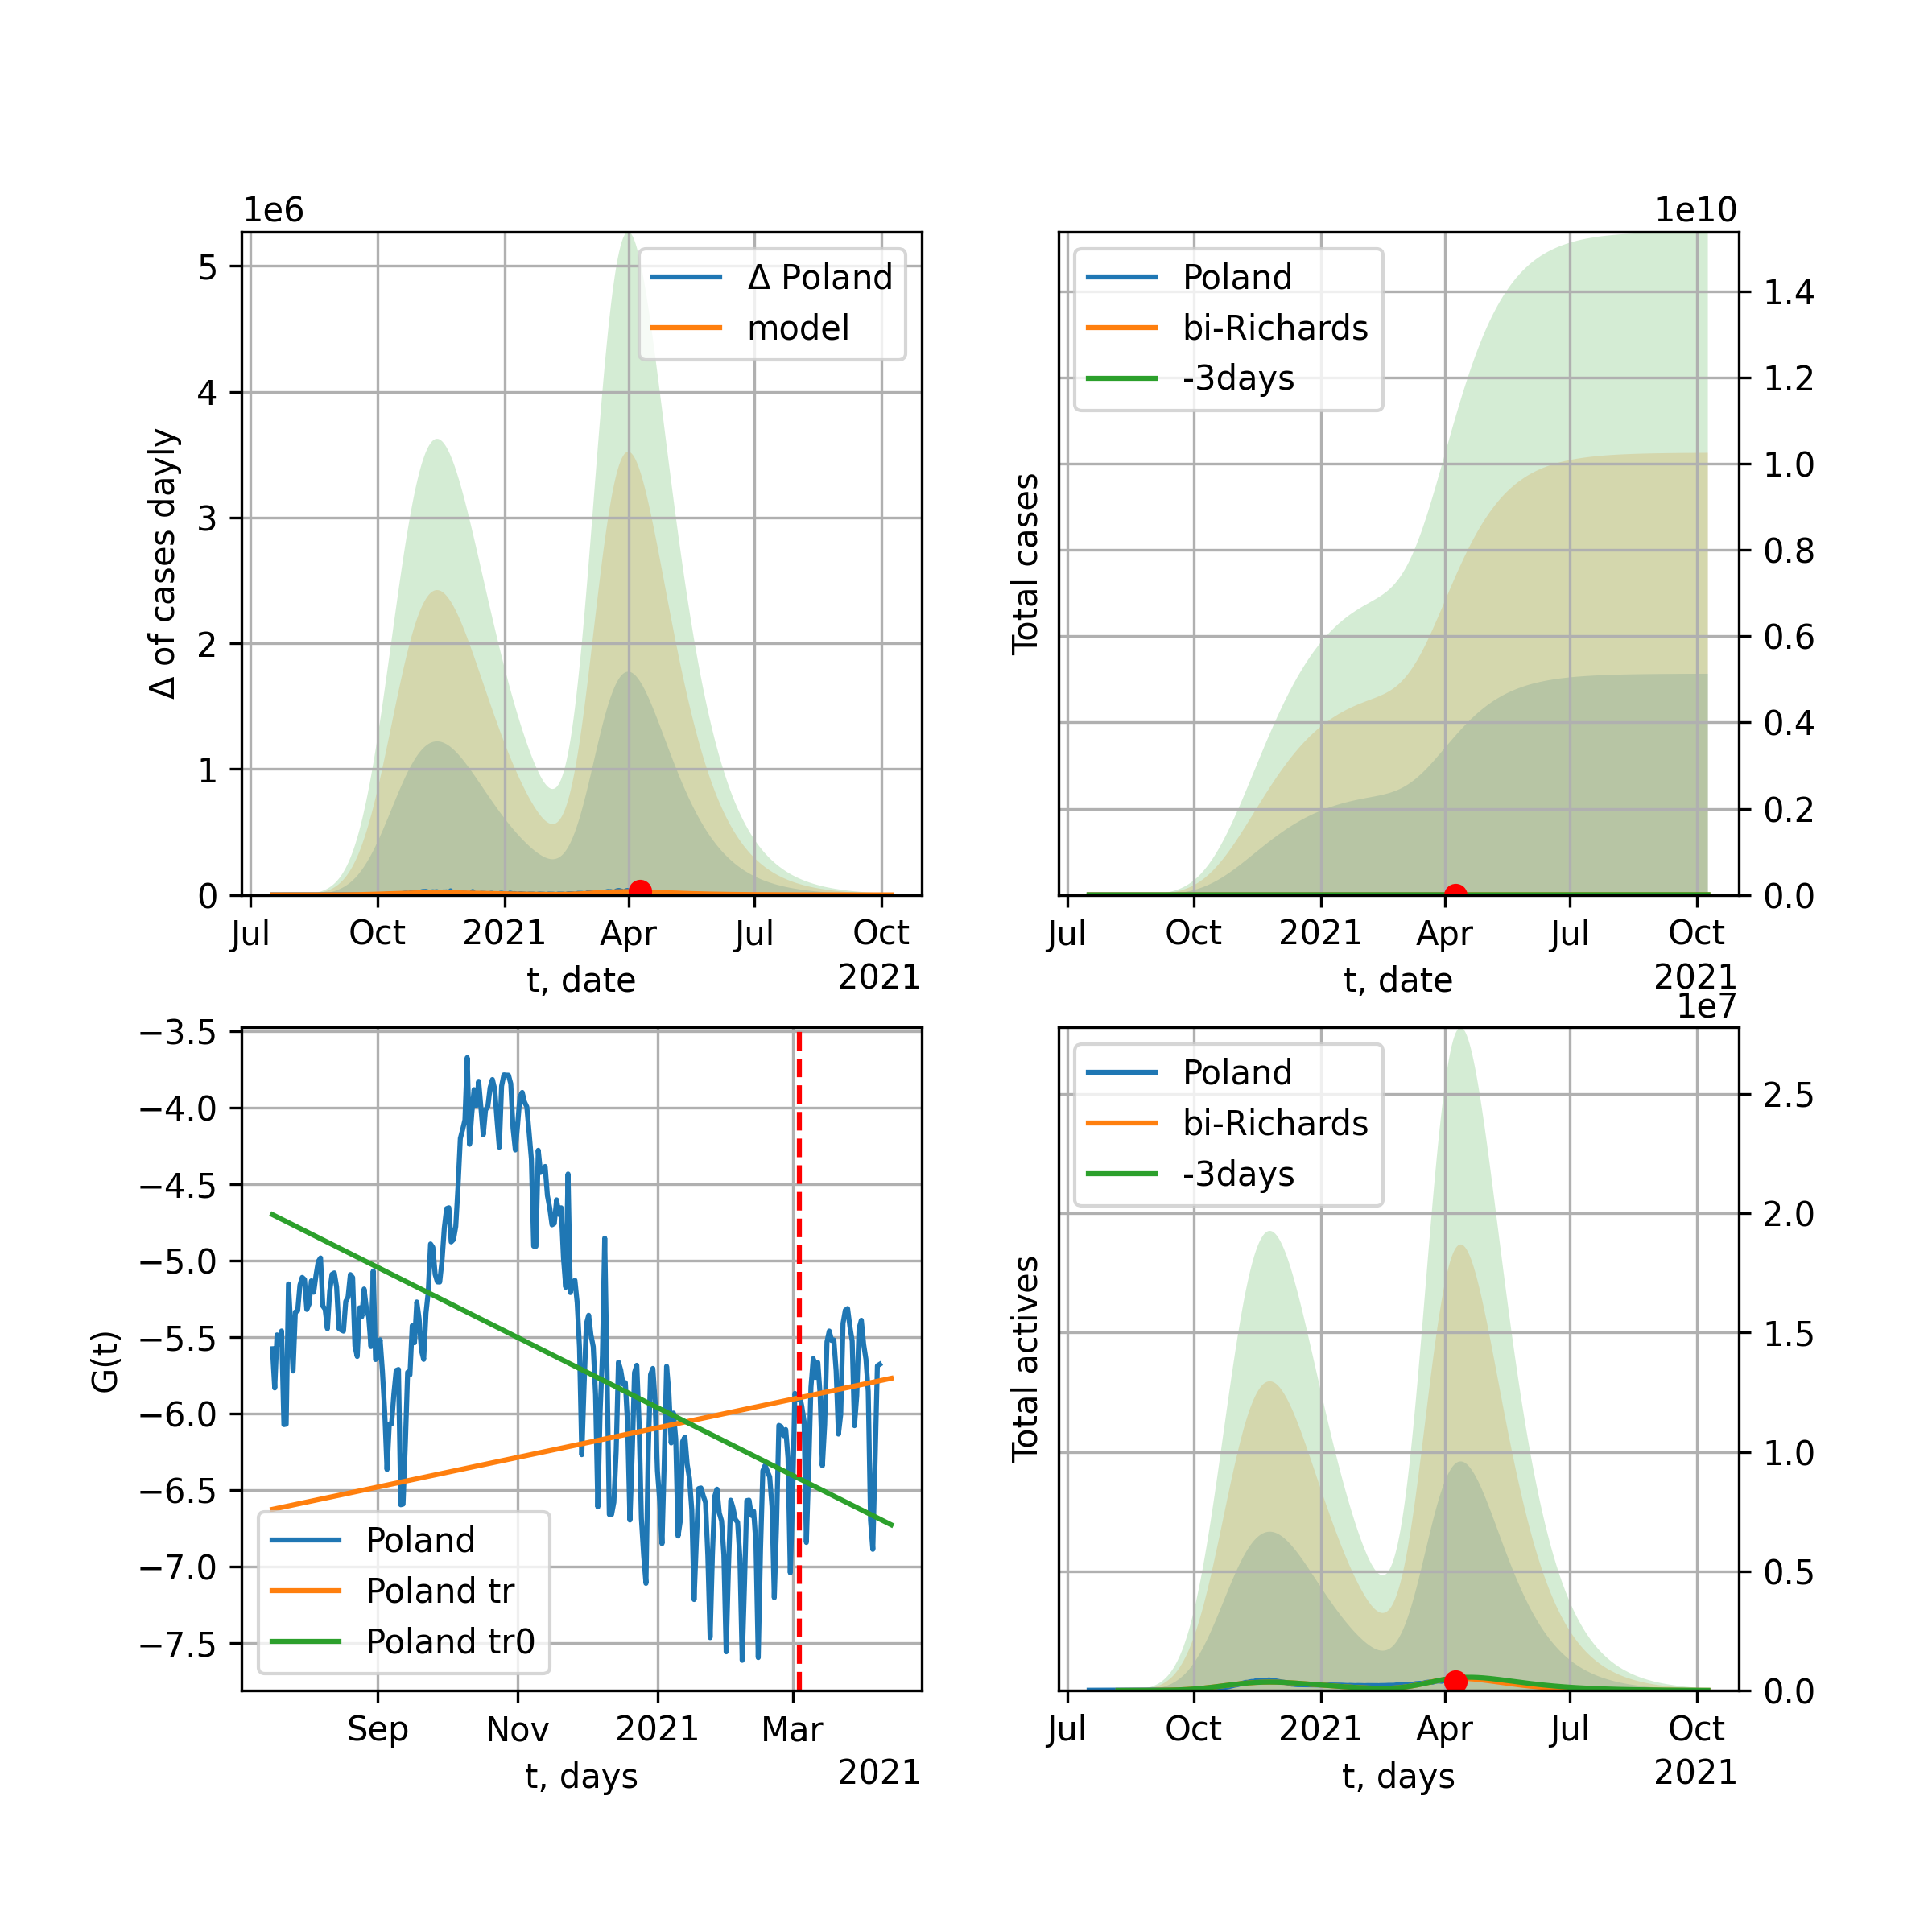 1e6
5
4
3
2
1
0
Δ of cases dayly
Δ Poland
model
Jul Oct 2021 Apr Jul Oct
t, date
2021
1e10
Poland
bi-Richards
-3days
Total cases
1.4
1.2
1.0
0.8
0.6
0.4
0.2
0.0
Jul Oct 2021 Apr Jul Oct
t, date
2021
−3.5
−4.0
−4.5
−5.0
−5.5
−6.0
−6.5
−7.0
−7.5
G(t)
Poland
Poland tr
Poland tr0
Sep Nov 2021 Mar
t, days
2021
1e7
Poland
bi-Richards
-3days
Total actives
2.5
2.0
1.5
1.0
0.5
0.0
Jul Oct 2021 Apr Jul Oct
t, days
2021